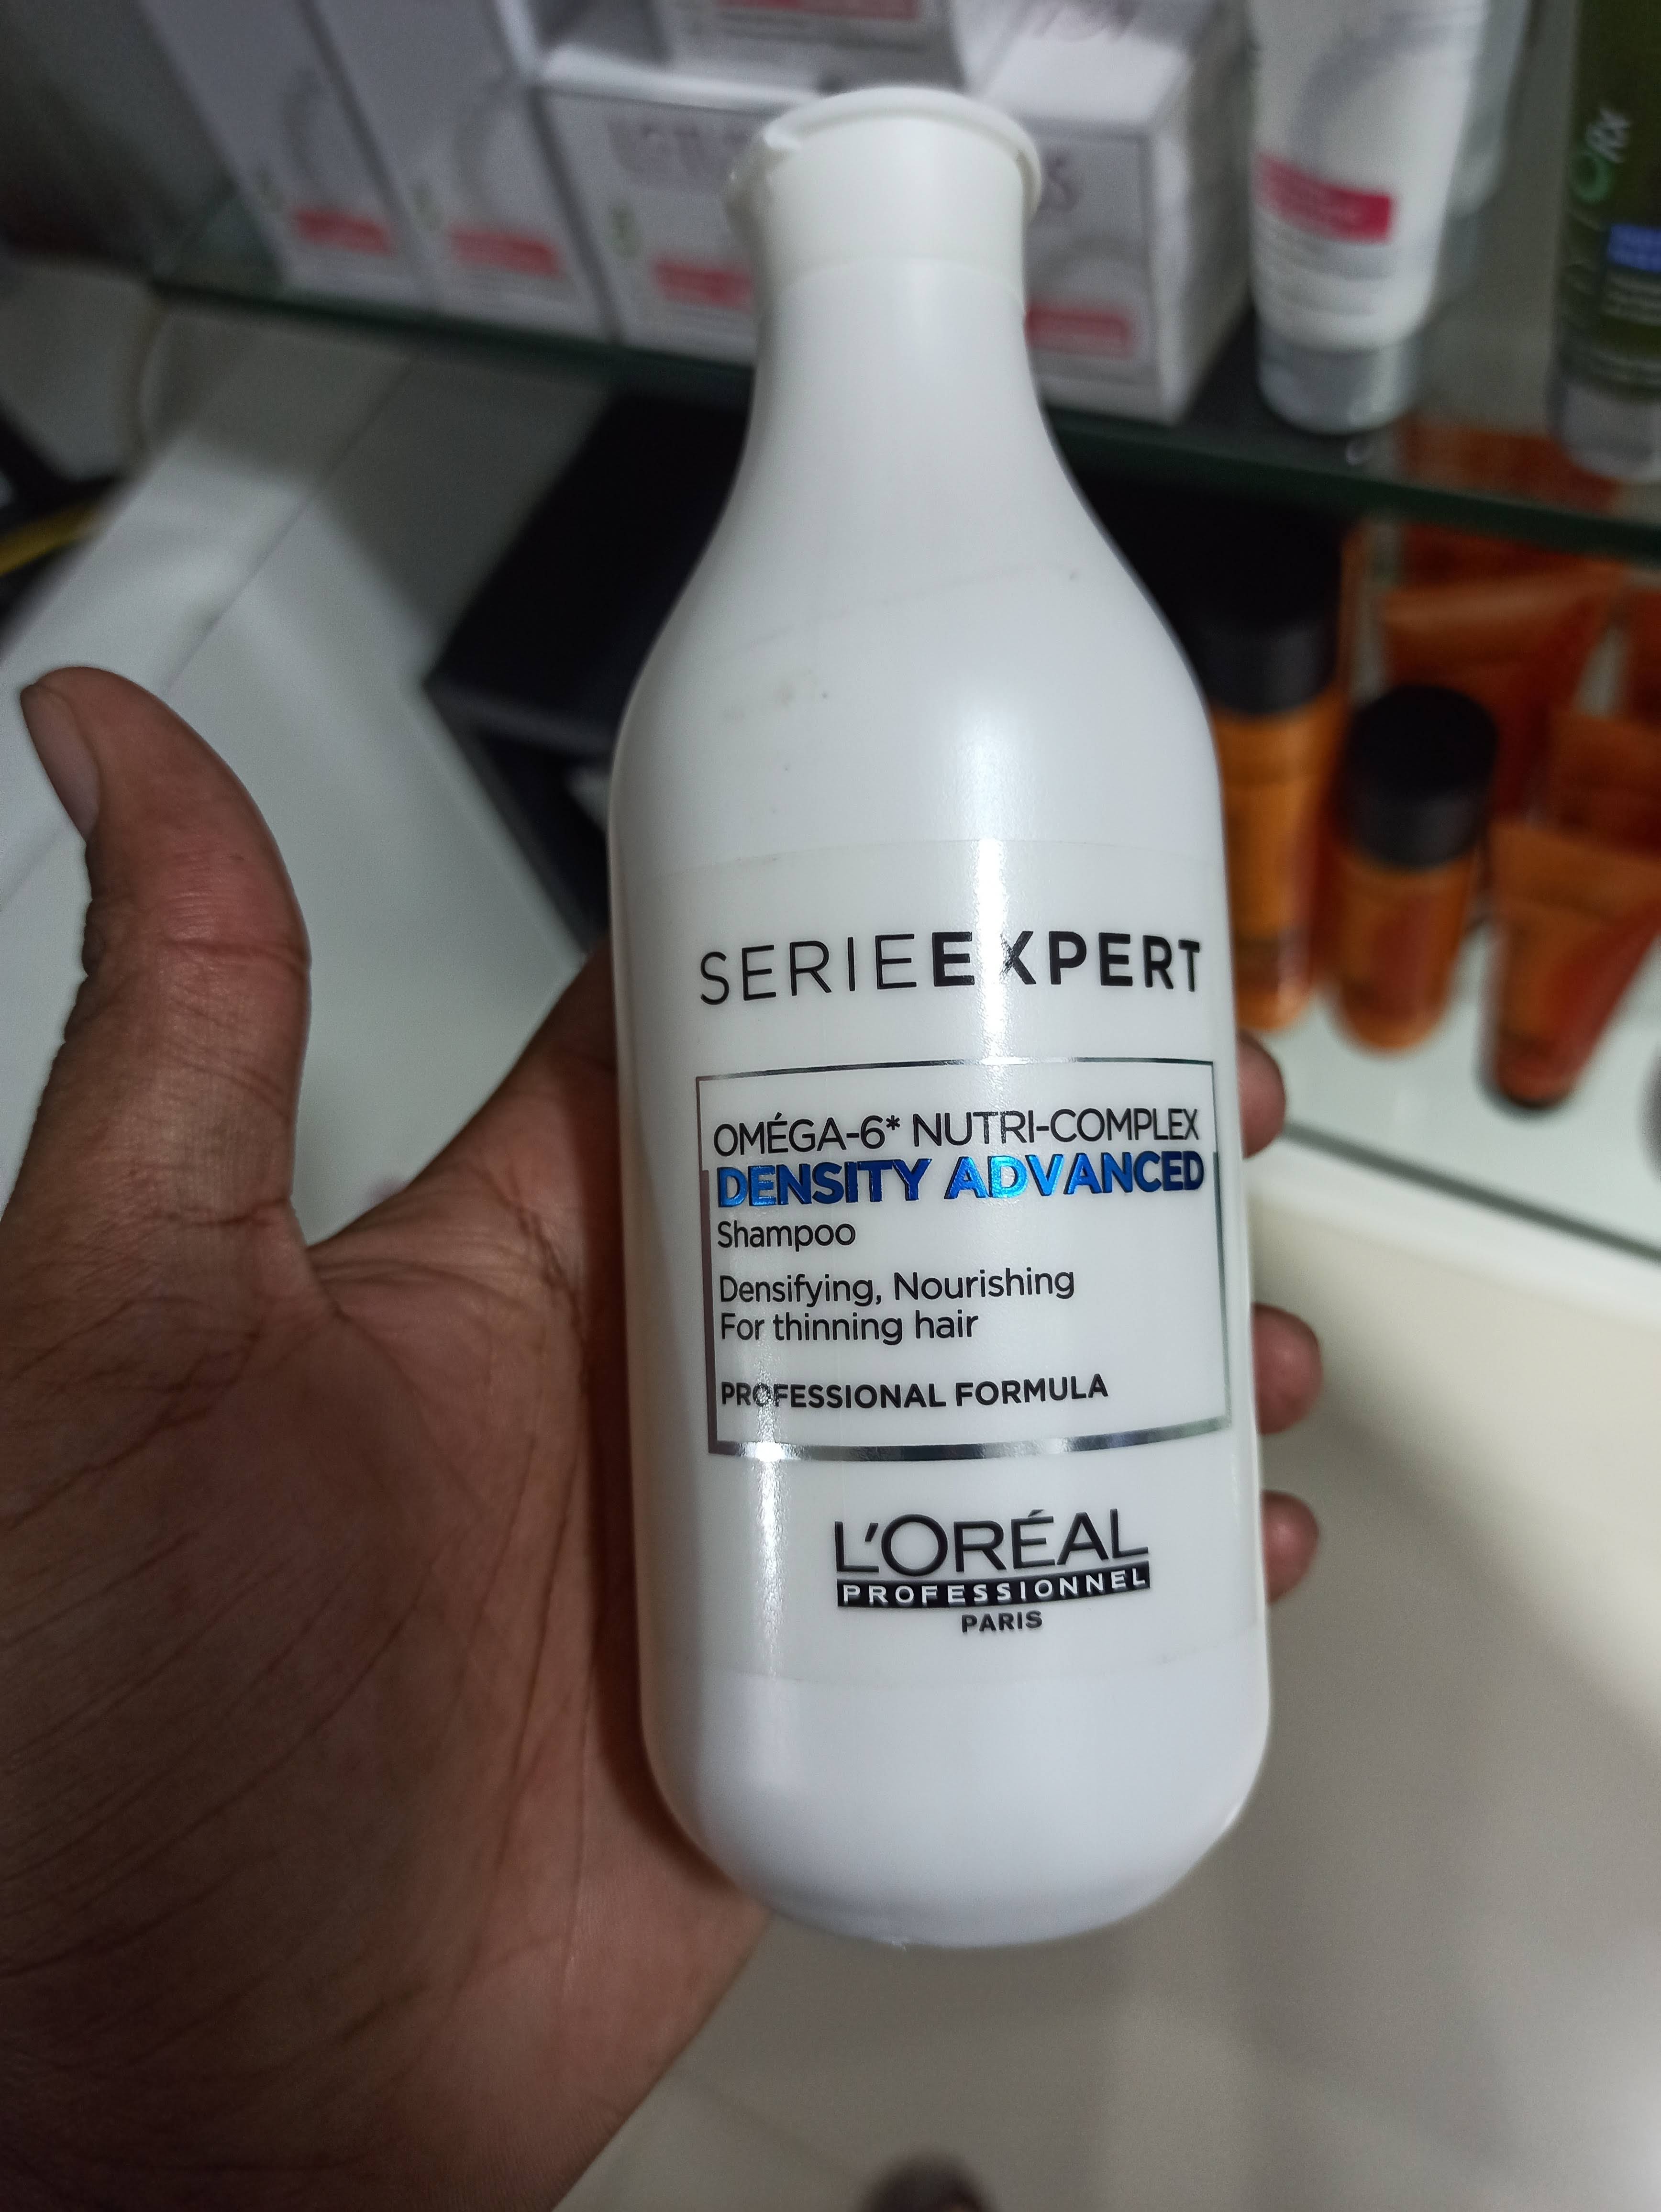 SERIEEXPERT
OMÉGA-6* NUTRI-COMPLEX
DENSITY ADVANCED
Shampoo
Densifying, Nourishing
For thinning hair
PROFESSIONAL FORMULA
L'ORÉAL
PROFESSIONNEL
PARIS